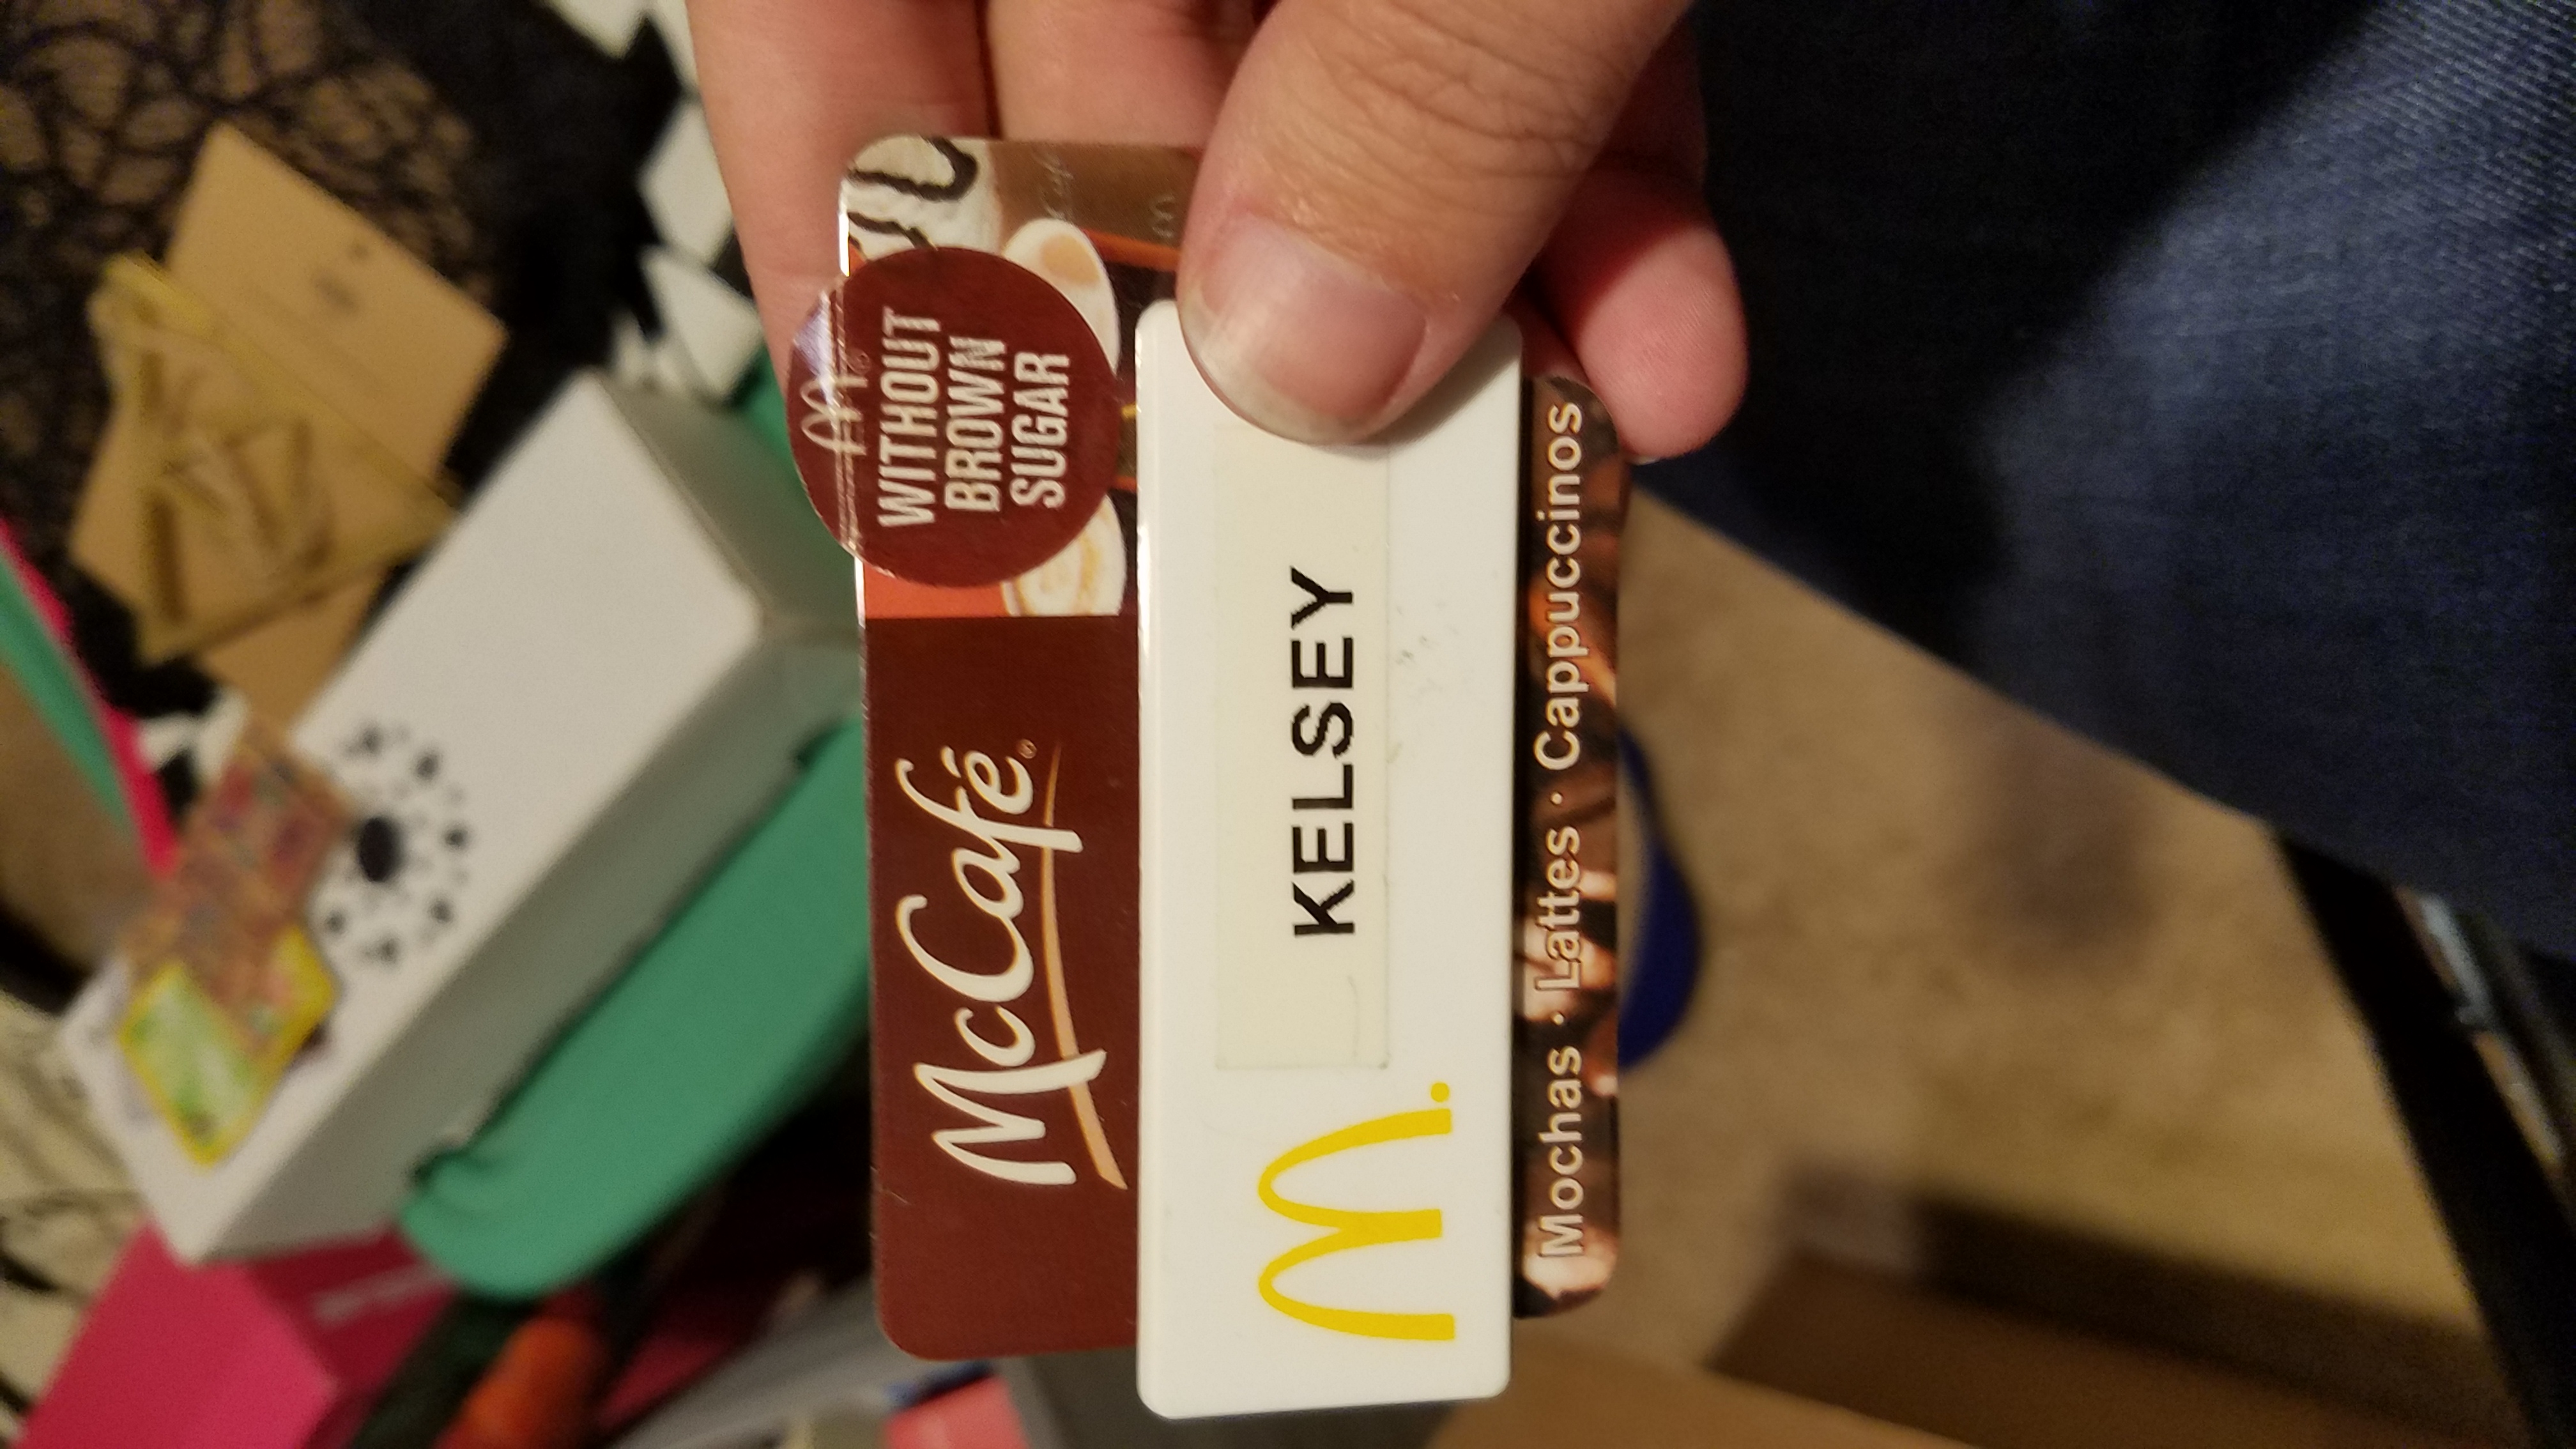 WITHOUT
BROWN
SUGAR
McCafé®
KELSEY
Mochas · Lattes · Cappuccinos